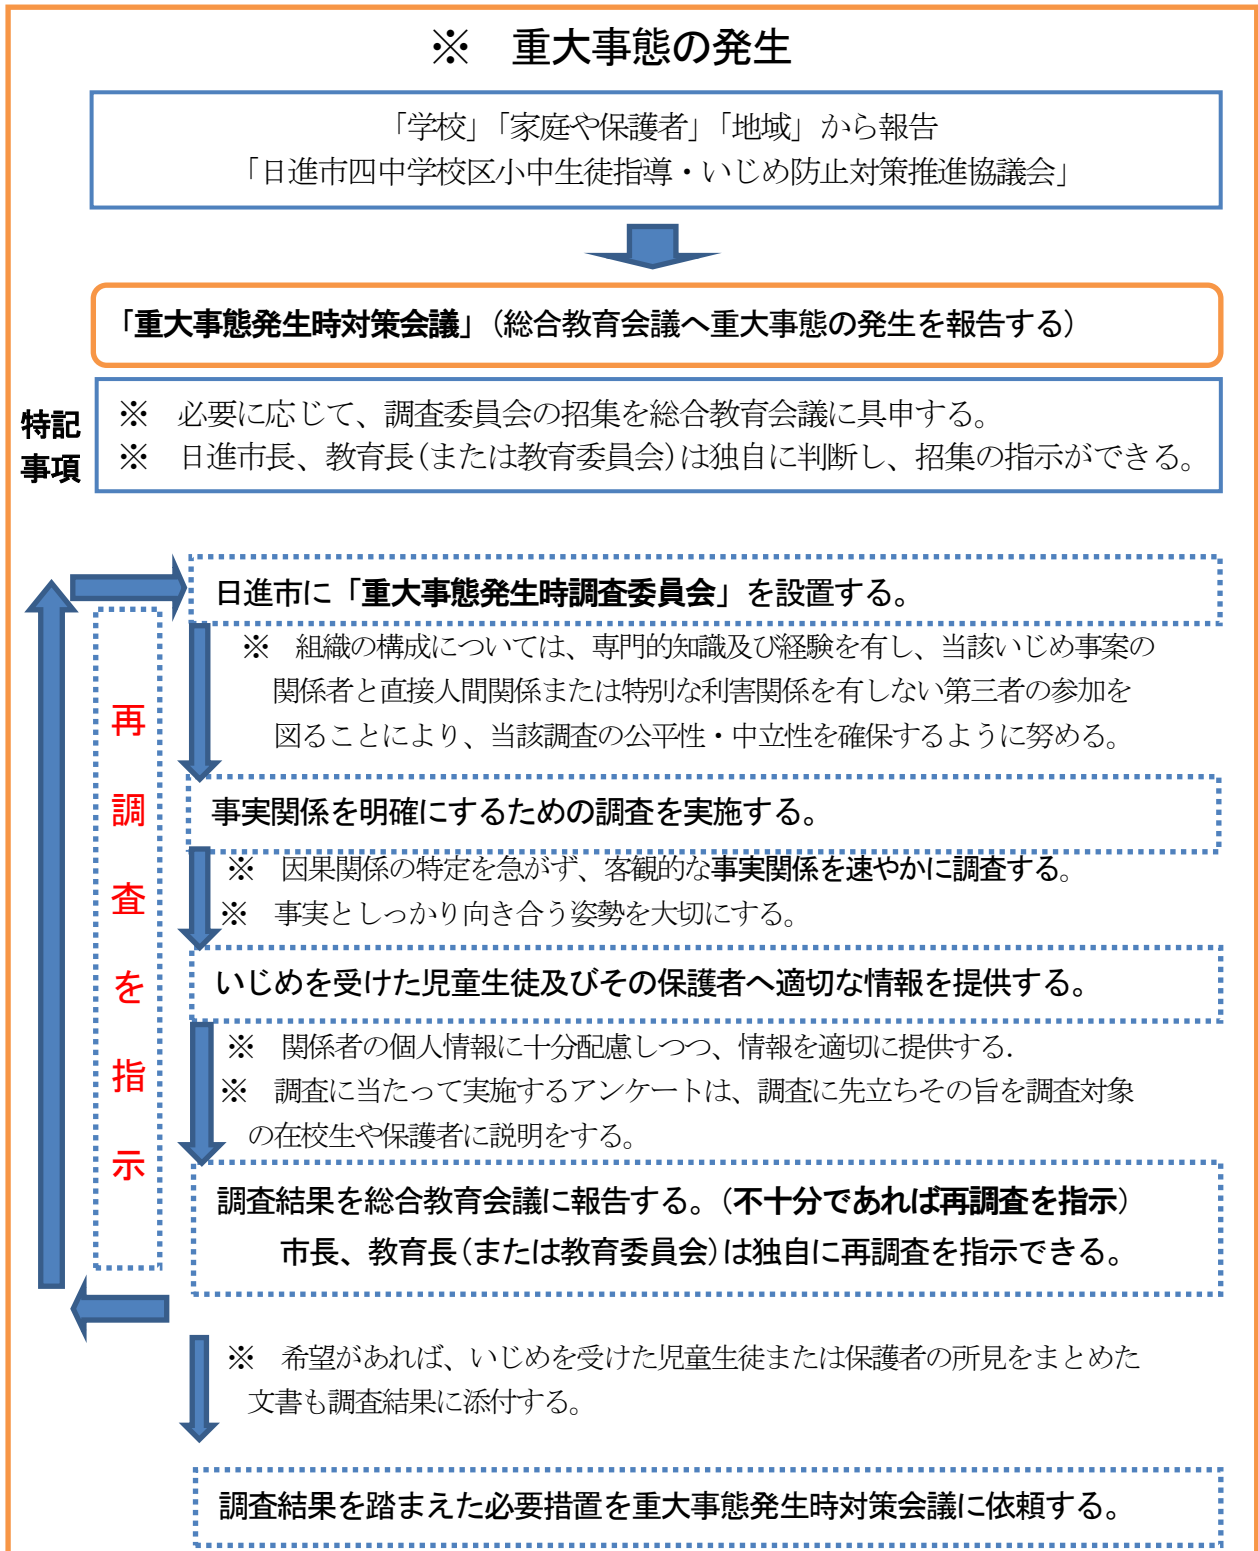 ※　重大事態の発生
「学校」「家庭や保護者」「地域」から報告
「日進市四中学校区小中生徒指導・いじめ防止対策推進協議会」
「重大事態発生時対策会議」（総合教育会議へ重大事態の発生を報告する）
特記
事項
※　必要に応じて、調査委員会の招集を総合教育会議に具申する。
※　日進市長、教育長(または教育委員会)は独自に判断し、招集の指示ができる。
日進市に「重大事態発生時調査委員会」を設置する。
※　組織の構成については、専門的知識及び経験を有し、当該いじめ事案の
関係者と直接人間関係または特別な利害関係を有しない第三者の参加を
図ることにより、当該調査の公平性・中立性を確保するように努める。
事実関係を明確にするための調査を実施する。
※　因果関係の特定を急がず、客観的な事実関係を速やかに調査する。
※　事実としっかり向き合う姿勢を大切にする。
いじめを受けた児童生徒及びその保護者へ適切な情報を提供する。
※　関係者の個人情報に十分配慮しつつ、情報を適切に提供する.
※　調査に当たって実施するアンケートは、調査に先立ちその旨を調査対象
の在校生や保護者に説明をする。
調査結果を総合教育会議に報告する。（不十分であれば再調査を指示）
市長、教育長(または教育委員会)は独自に再調査を指示できる。
再調査を指示
※　希望があれば、いじめを受けた児童生徒または保護者の所見をまとめた
文書も調査結果に添付する。
調査結果を踏まえた必要措置を重大事態発生時対策会議に依頼する。